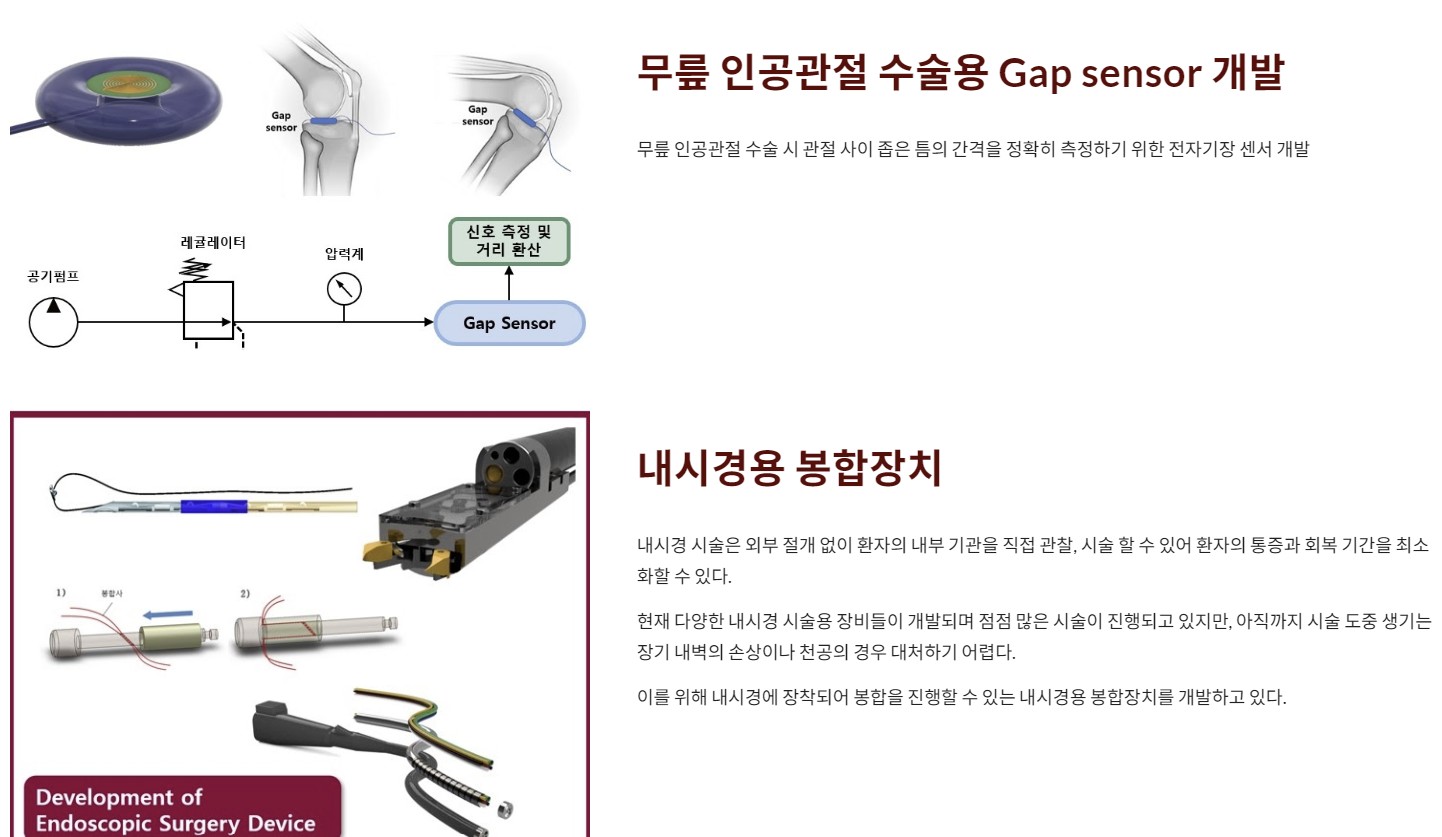 무릎 인공관절 수술용 Gap sensor 개발
무릎 인공관절 수술 시 관절 사이 좁은 틈의 간격을 정확히 측정하기 위한 전자기장 센서 개발
Gap
sensor
Gap
sensor
공기펌프
레귤레이터
압력계
신호 측정 및
거리 환산
Gap Sensor
내시경용 봉합장치
내시경 시술은 외부 절개 없이 환자의 내부 기관을 직접 관찰, 시술 할 수 있어 환자의 통증과 회복 기간을 최소
화할 수 있다.
현재 다양한 내시경 시술용 장비들이 개발되며 점점 많은 시술이 진행되고 있지만, 아직까지 시술 도중 생기는
장기 내벽의 손상이나 천공의 경우 대처하기 어렵다.
이를 위해 내시경에 장착되어 봉합을 진행할 수 있는 내시경용 봉합장치를 개발하고 있다.
1)
봉합사
2)
Development of
Endoscopic Surgery Device